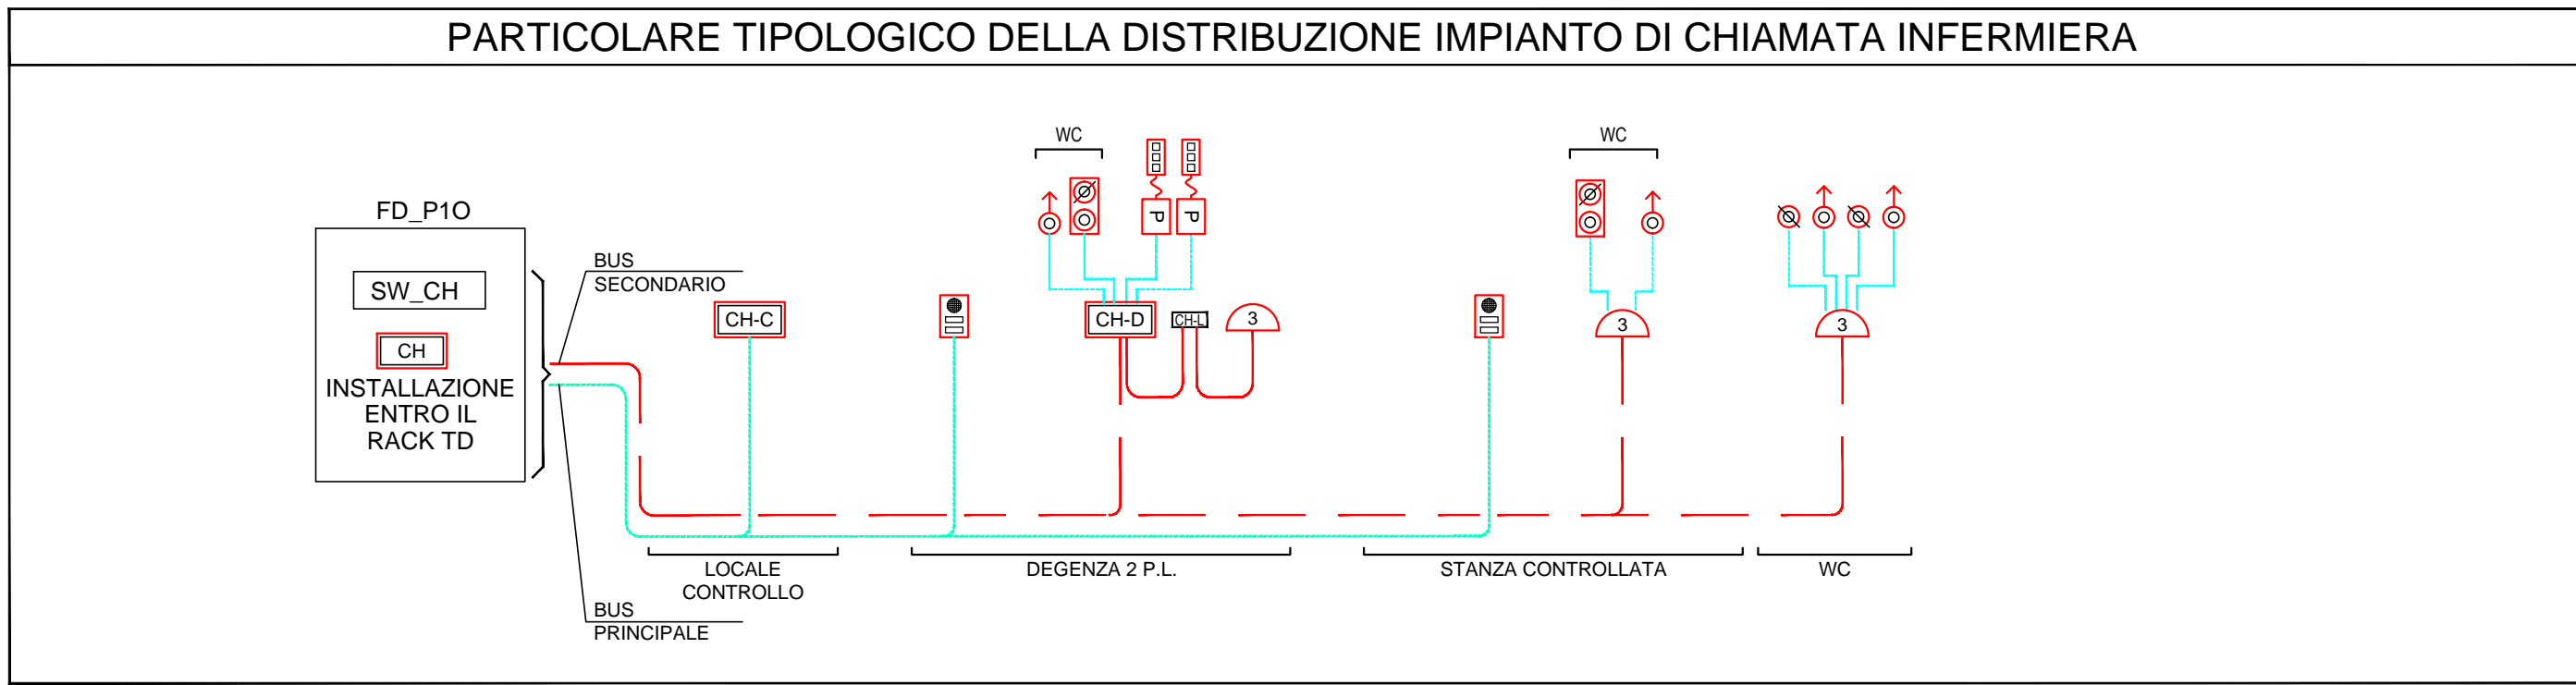 PARTICOLARE TIPOLOGICO DELLA DISTRIBUZIONE IMPIANTO DI CHIAMATA INFERMIERA
WC
WC
P
P
FD_P1O
SW_CH
CH
INSTALLAZIONE
ENTRO IL
RACK TD
BUS
SECONDARIO
CH-C
CH-D
CH-L
3
3
3
LOCALE
CONTROLLO
DEGENZA 2 P.L.
STANZA CONTROLLATA
WC
BUS
PRINCIPALE